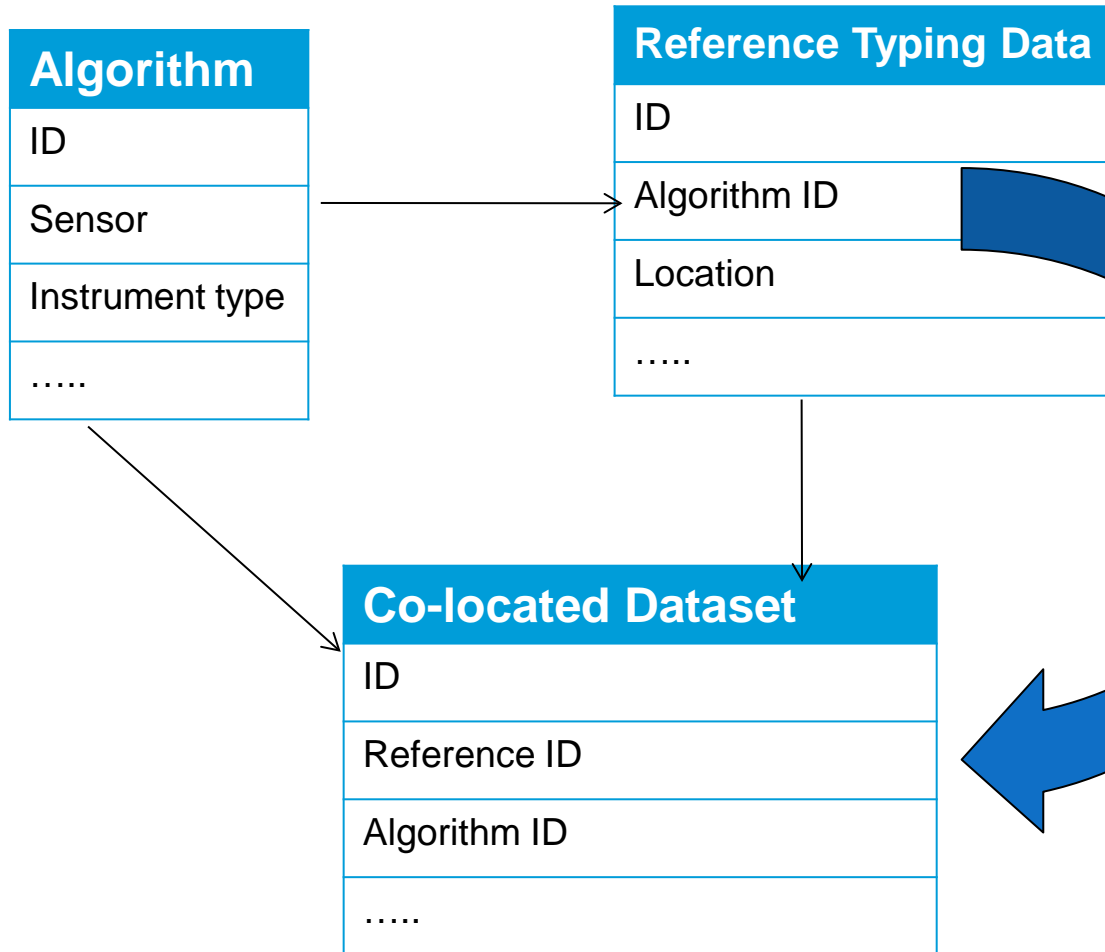 Algorithm
ID
Sensor
Instrument type
…..
Reference Typing Data
ID
Algorithm ID
Location
…..
Co-located Dataset
ID
Reference ID
Algorithm ID
…..